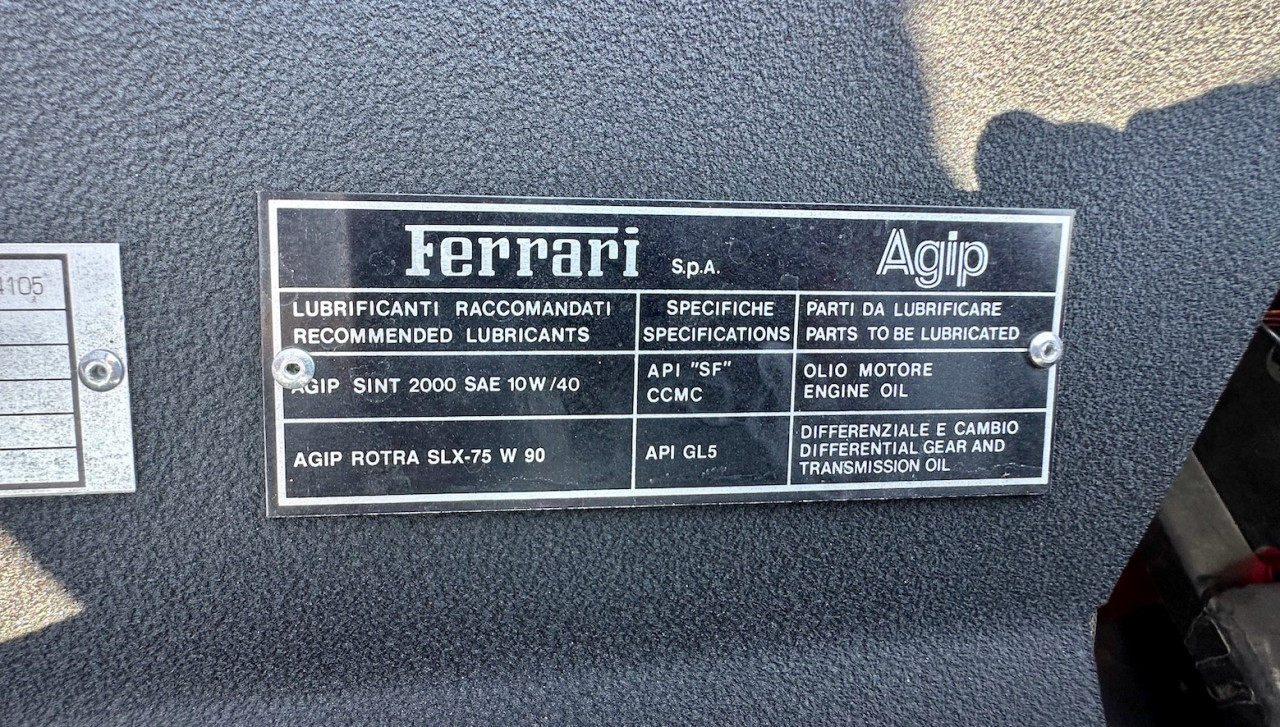 4105
Ferrari S.p.A. Agip
LUBRIFICANTI RACCOMANDATI
RECOMMENDED LUBRICANTS
SPECIFICHE
SPECIFICATIONS
PARTI DA LUBRIFICARE
PARTS TO BE LUBRICATED
AGIP SINT 2000 SAE 10W/40
API "SF"
CCMC
OLIO MOTORE
ENGINE OIL
AGIP ROTRA SLX-75 W 90
API GL5
DIFFERENZIALE E CAMBIO
DIFFERENTIAL GEAR AND
TRANSMISSION OIL